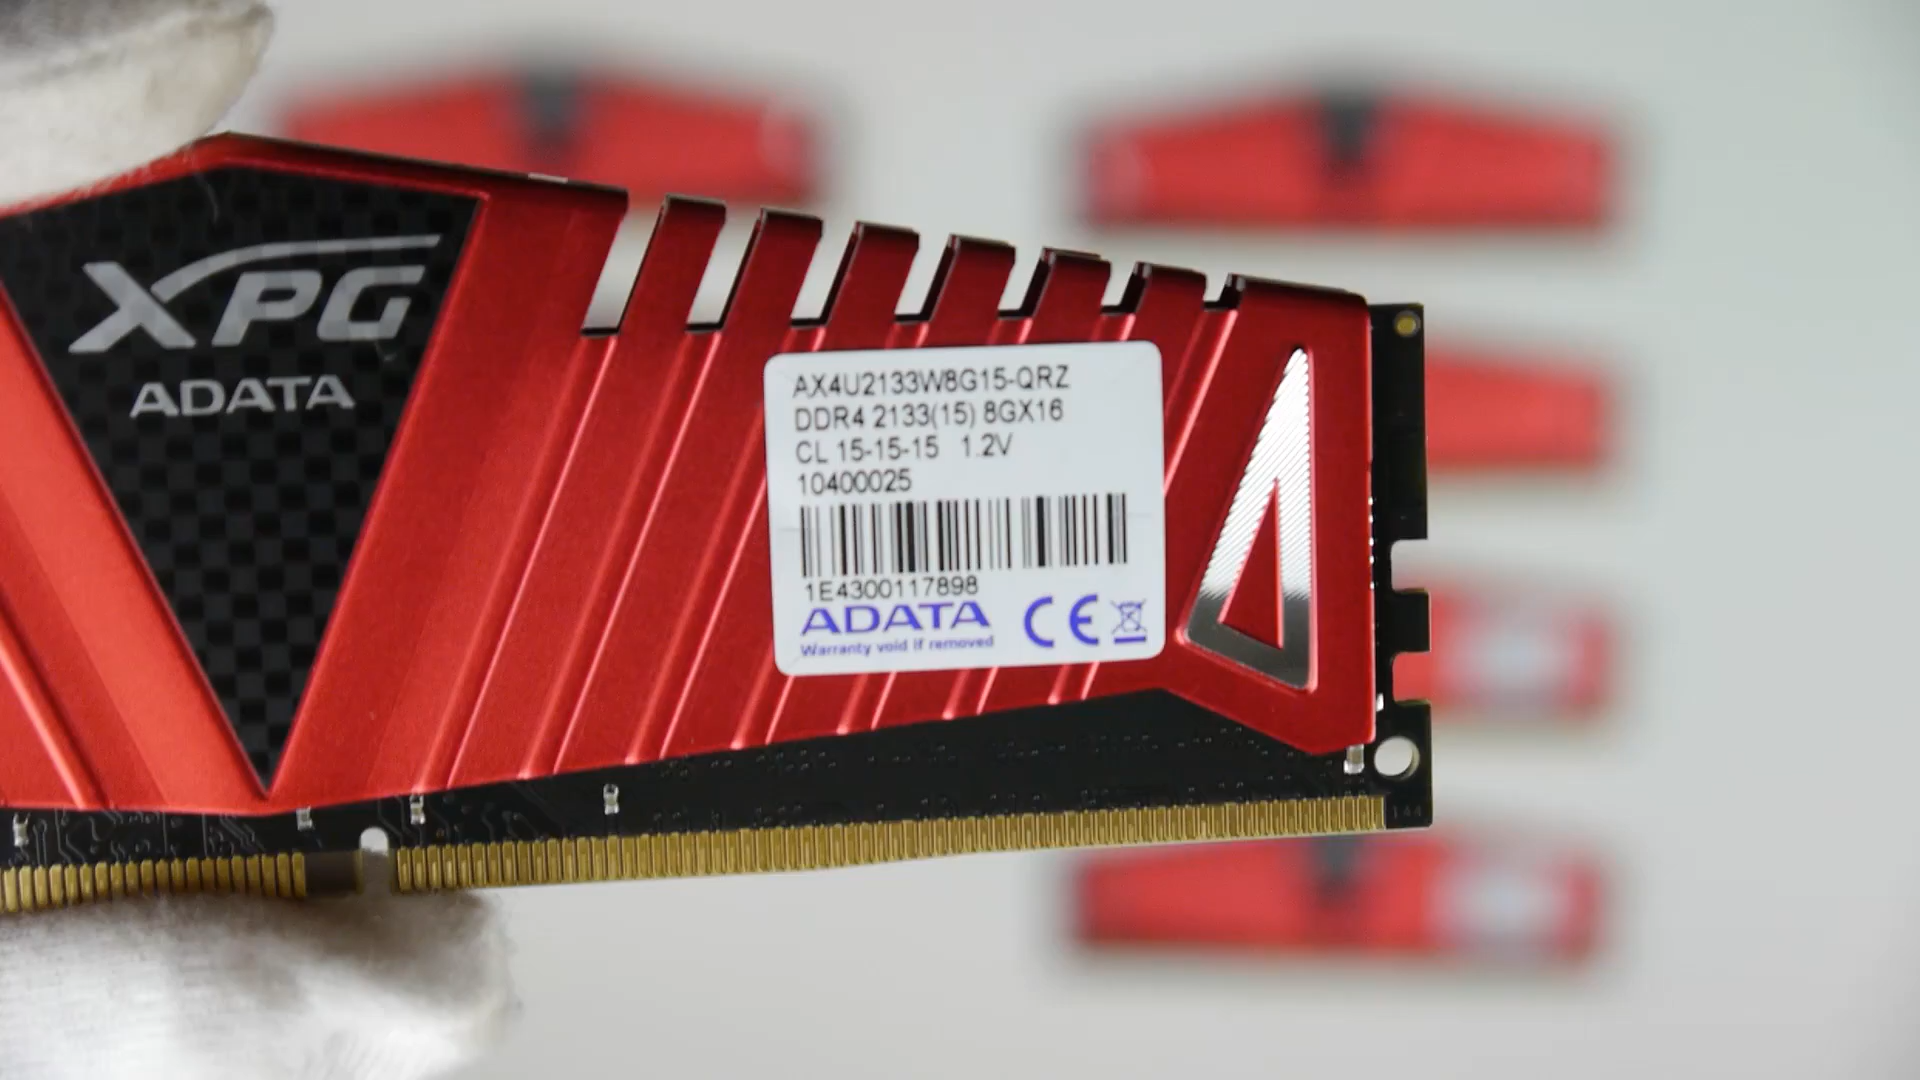 XPG
ADATA
AX4U2133W8G15-QRZ
DDR4 2133(15) 8GX16
CL 15-15-15 1.2V
10400025
1E4300117898
ADATA
CE
Warranty void if removed
144